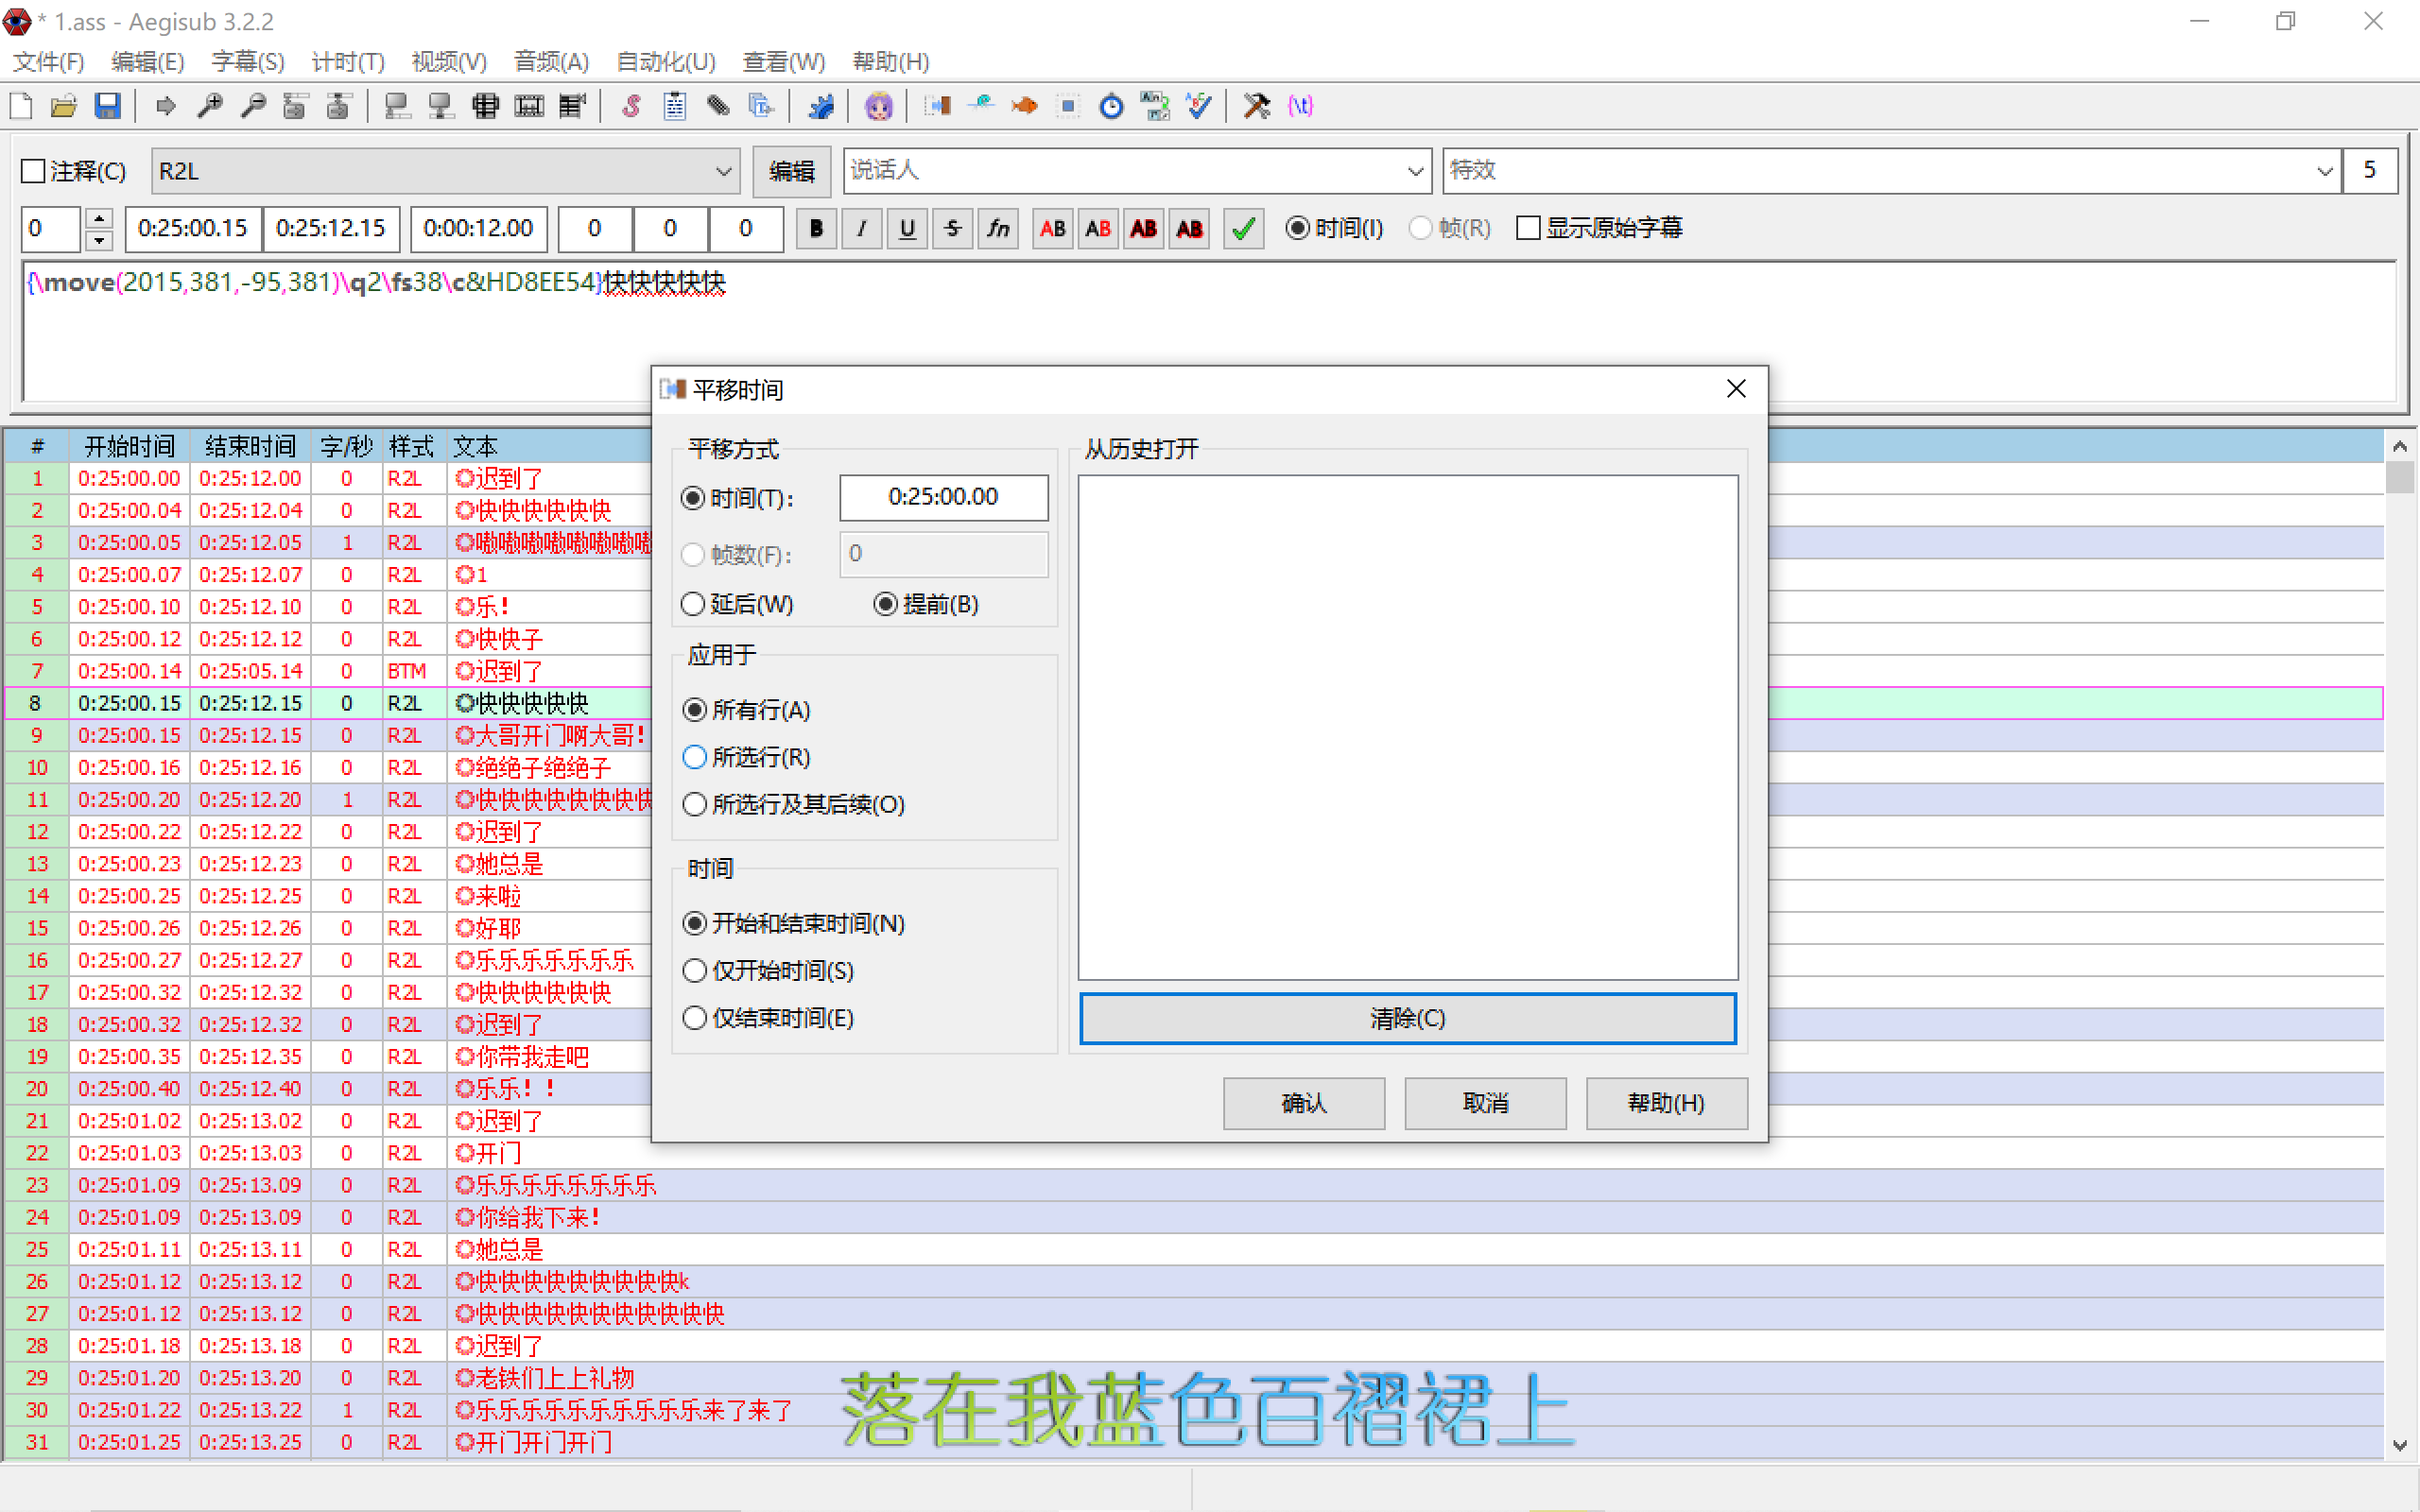 * 1.ass - Aegisub 3.2.2
文件(F) 编辑(E) 字幕(S) 计时(T) 视频(V) 音频(A) 自动化(U) 查看(W) 帮助(H)
注释(C) R2L 编辑 说话人 特效 5
0 0:25:00.15 0:25:12.15 0:00:12.00 0 0 0 B I U S fn AB AB AB AB 时间(I) 帧(R) 显示原始字幕
{\move(2015,381,-95,381)\q2\fs38\c&HD8EE54}快快快快快
# 开始时间 结束时间 字/秒 样式 文本
1 0:25:00.00 0:25:12.00 0 R2L 迟到了
2 0:25:00.04 0:25:12.04 0 R2L 快快快快快快
3 0:25:00.05 0:25:12.05 1 R2L 嗷嗷嗷嗷嗷嗷嗷嗷
4 0:25:00.07 0:25:12.07 0 R2L 1
5 0:25:00.10 0:25:12.10 0 R2L 乐！
6 0:25:00.12 0:25:12.12 0 R2L 快快子
7 0:25:00.14 0:25:05.14 0 BTM 迟到了
8 0:25:00.15 0:25:12.15 0 R2L 快快快快快
9 0:25:00.15 0:25:12.15 0 R2L 大哥开门啊大哥！
10 0:25:00.16 0:25:12.16 0 R2L 绝绝子绝绝子
11 0:25:00.20 0:25:12.20 1 R2L 快快快快快快快快
12 0:25:00.22 0:25:12.22 0 R2L 迟到了
13 0:25:00.23 0:25:12.23 0 R2L 她总是
14 0:25:00.25 0:25:12.25 0 R2L 来啦
15 0:25:00.26 0:25:12.26 0 R2L 好耶
16 0:25:00.27 0:25:12.27 0 R2L 乐乐乐乐乐乐乐
17 0:25:00.32 0:25:12.32 0 R2L 快快快快快快
18 0:25:00.32 0:25:12.32 0 R2L 迟到了
19 0:25:00.35 0:25:12.35 0 R2L 你带我走吧
20 0:25:00.40 0:25:12.40 0 R2L 乐乐！！
21 0:25:01.02 0:25:13.02 0 R2L 迟到了
22 0:25:01.03 0:25:13.03 0 R2L 开门
23 0:25:01.09 0:25:13.09 0 R2L 乐乐乐乐乐乐乐乐
24 0:25:01.09 0:25:13.09 0 R2L 你给我下来！
25 0:25:01.11 0:25:13.11 0 R2L 她总是
26 0:25:01.12 0:25:13.12 0 R2L 快快快快快快快快快k
27 0:25:01.12 0:25:13.12 0 R2L 快快快快快快快快快快快
28 0:25:01.18 0:25:13.18 0 R2L 迟到了
29 0:25:01.20 0:25:13.20 0 R2L 老铁们上上礼物
30 0:25:01.22 0:25:13.22 1 R2L 乐乐乐乐乐乐乐乐乐乐来了来了
31 0:25:01.25 0:25:13.25 0 R2L 开门开门开门
平移时间
平移方式
时间(T)： 0:25:00.00
帧数(F)： 0
延后(W) 提前(B)
应用于
所有行(A)
所选行(R)
所选行及其后续(O)
时间
开始和结束时间(N)
仅开始时间(S)
仅结束时间(E)
从历史打开
清除(C)
确认 取消 帮助(H)
落在我蓝色百褶裙上